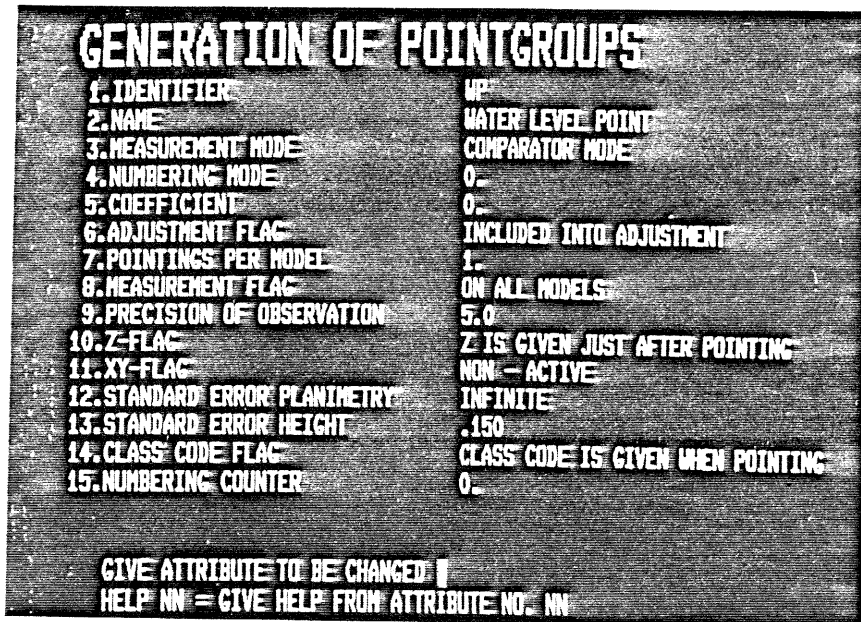 GENERATION OF POINTGROUPS
1.IDENTIFIER WP
2.NAME WATER LEVEL POINT
3.MEASUREMENT MODE COMPARATOR MODE
4.NUMBERING MODE 0.
5.COEFFICIENT 0.
6.ADJUSTMENT FLAG INCLUDED INTO ADJUSTMENT
7.POINTINGS PER MODEL 1.
8.MEASUREMENT FLAG ON ALL MODELS
9.PRECISION OF OBSERVATION 5.0
10.Z-FLAG Z IS GIVEN JUST AFTER POINTING
11.XY-FLAG NON - ACTIVE
12.STANDARD ERROR PLANIMETRY INFINITE
13.STANDARD ERROR HEIGHT .150
14.CLASS CODE FLAG CLASS CODE IS GIVEN WHEN POINTING
15.NUMBERING COUNTER 0.
GIVE ATTRIBUTE TO BE CHANGED
HELP NN = GIVE HELP FROM ATTRIBUTE NO. NN